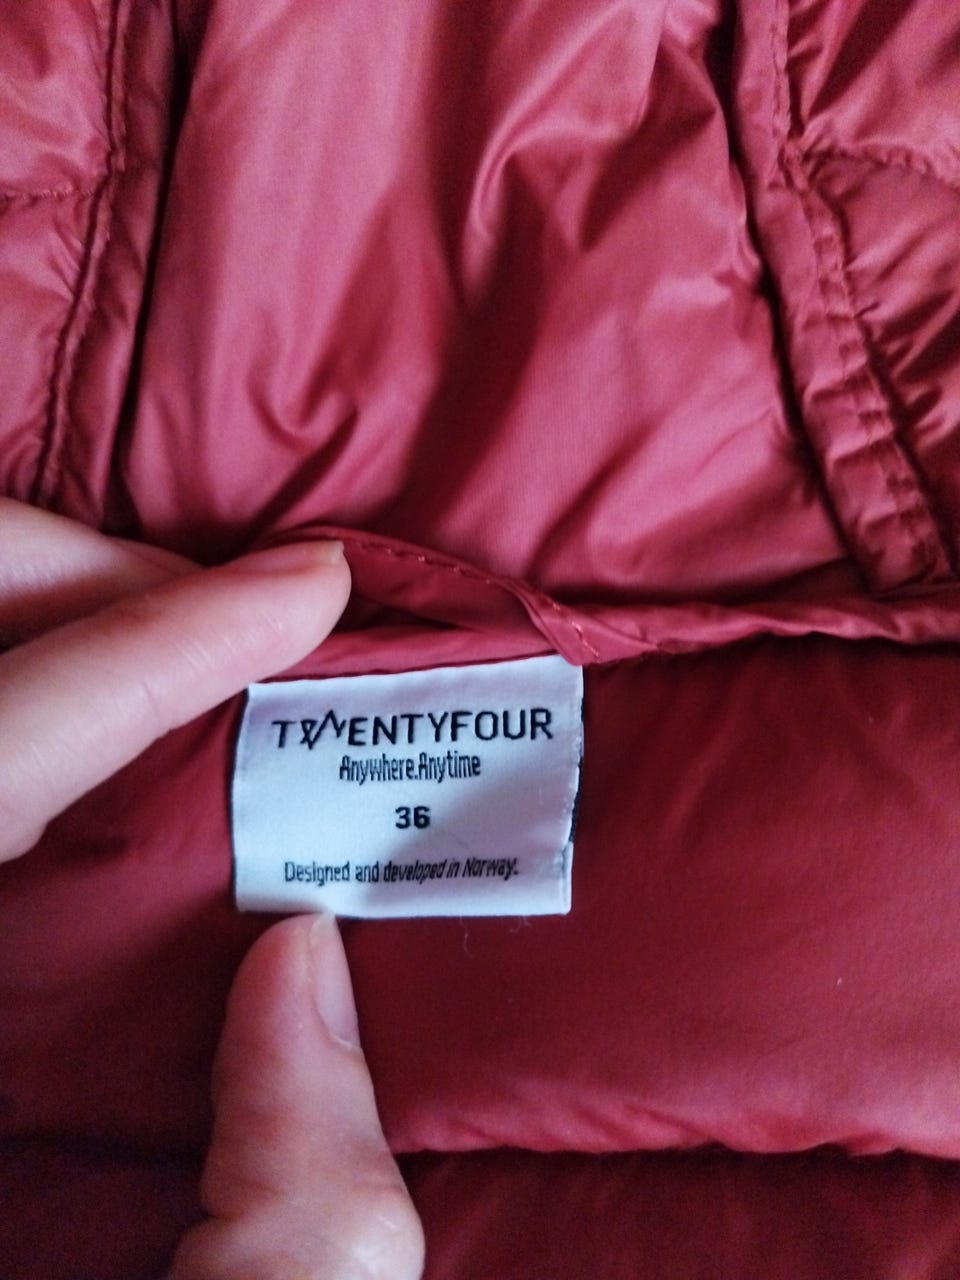 TWENTYFOUR
Anywhere.Anytime
36
Designed and developed in Norway.